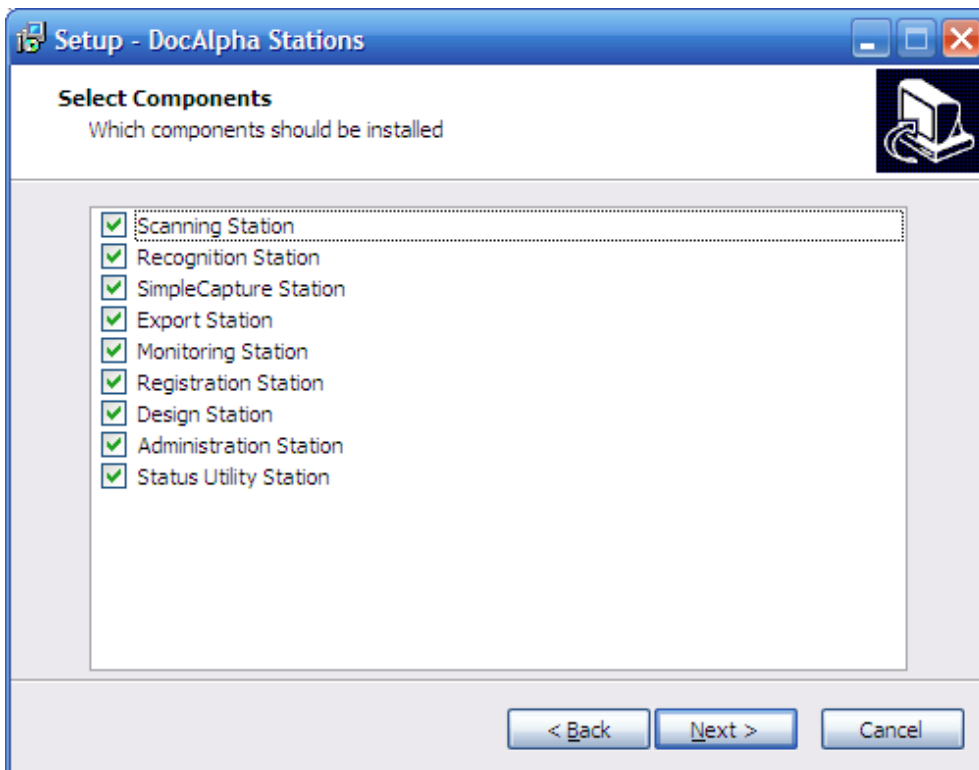 Setup - DocAlpha Stations
Select Components
Which components should be installed
Scanning Station
Recognition Station
SimpleCapture Station
Export Station
Monitoring Station
Registration Station
Design Station
Administration Station
Status Utility Station
< Back Next > Cancel